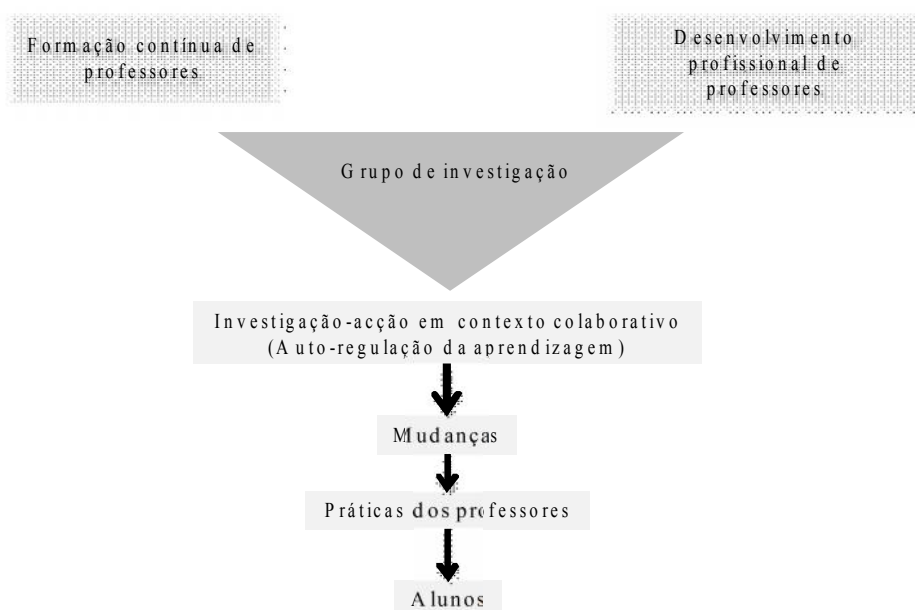 Formação contínua de
professores
Desenvolvimento
profissional de
professores
Grupo de investigação
Investigação-acção em contexto colaborativo
(Auto-regulação da aprendizagem)
Mudanças
Práticas dos professores
Alunos